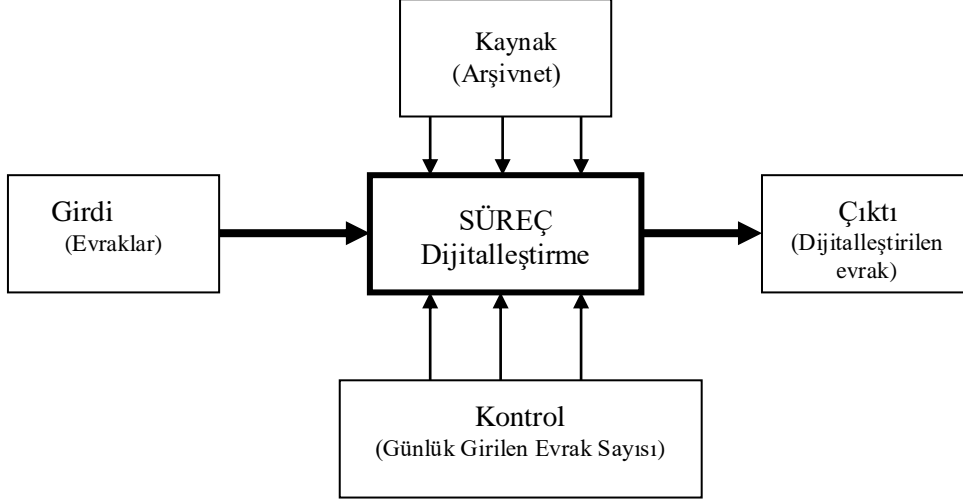 Kaynak
(Arşivnet)
Girdi
(Evraklar)
SÜREÇ
Dijitalleştirme
Çıktı
(Dijitalleştirilen
evrak)
Kontrol
(Günlük Girilen Evrak Sayısı)